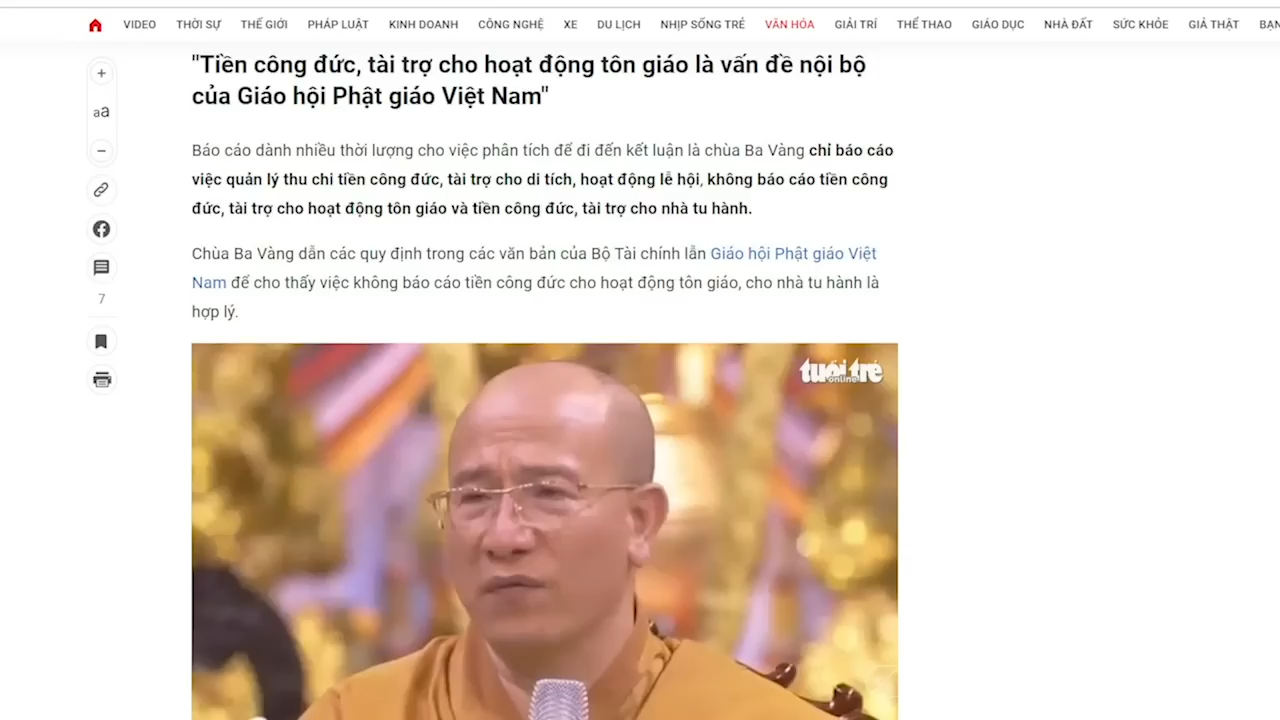 VIDEO THỜI SỰ THẾ GIỚI PHÁP LUẬT KINH DOANH CÔNG NGHỆ XE DU LỊCH NHỊP SỐNG TRẺ VĂN HÓA GIẢI TRÍ THỂ THAO GIÁO DỤC NHÀ ĐẤT SỨC KHỎE GIẢ THẬT BẠN
"Tiền công đức, tài trợ cho hoạt động tôn giáo là vấn đề nội bộ
của Giáo hội Phật giáo Việt Nam"
aa
Báo cáo dành nhiều thời lượng cho việc phân tích để đi đến kết luận là chùa Ba Vàng chỉ báo cáo
việc quản lý thu chi tiền công đức, tài trợ cho di tích, hoạt động lễ hội, không báo cáo tiền công
đức, tài trợ cho hoạt động tôn giáo và tiền công đức, tài trợ cho nhà tu hành.
Chùa Ba Vàng dẫn các quy định trong các văn bản của Bộ Tài chính lẫn Giáo hội Phật giáo Việt
Nam để cho thấy việc không báo cáo tiền công đức cho hoạt động tôn giáo, cho nhà tu hành là
hợp lý.
7
tuổi trẻ
online